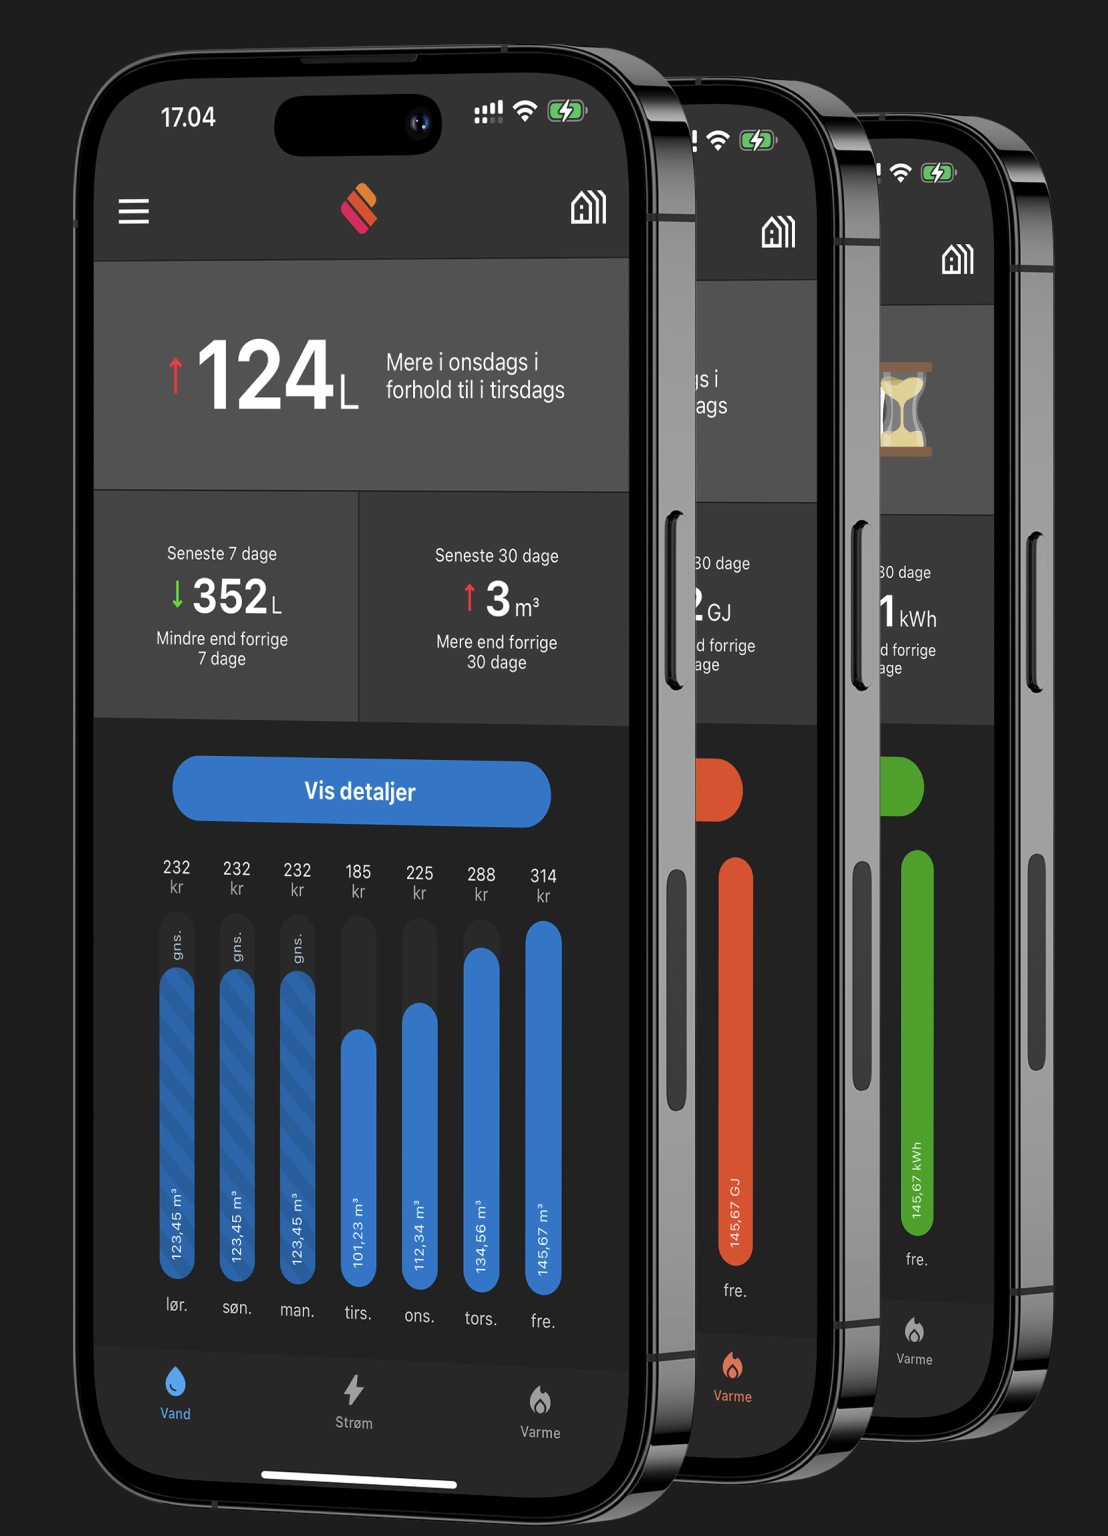 17.04
124 L
Mere i onsdags i
forhold til i tirsdags
Seneste 7 dage
352 L
Mindre end forrige
7 dage
Seneste 30 dage
3 m³
Mere end forrige
30 dage
Vis detaljer
232 232 232 185 225 288 314
kr kr kr kr kr kr kr
gns. gns. gns.
123,45 m³ 123,45 m³ 123,45 m³ 101,23 m³ 112,34 m³ 134,56 m³ 145,67 m³
lør. søn. man. tirs. ons. tors. fre.
Vand Strøm Varme
i
30 dage
GJ
forrige
145,67 GJ
fre.
Varme
30 dage
1 kWh
forrige
145,67 kWh
fre.
Varme